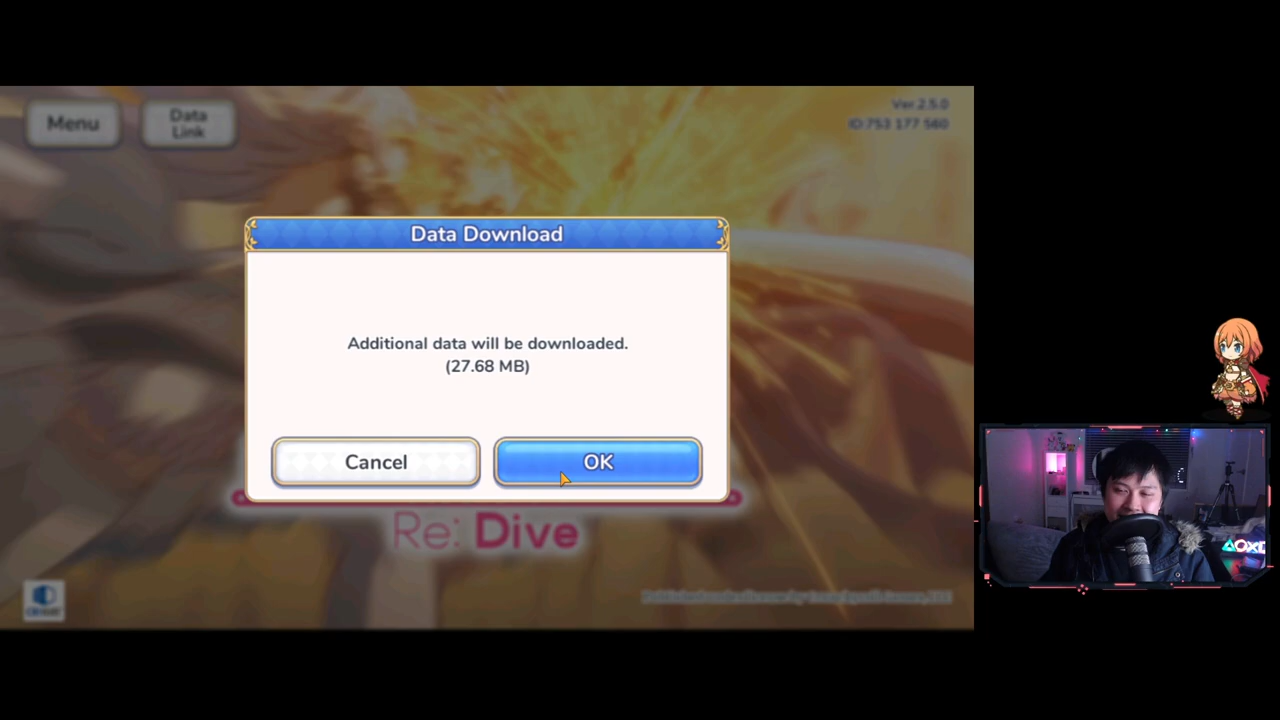 Menu
Data
Link
Ver.2.5.0
ID:753 177 560
Data Download
Additional data will be downloaded.
(27.68 MB)
Cancel
OK
Re: Dive